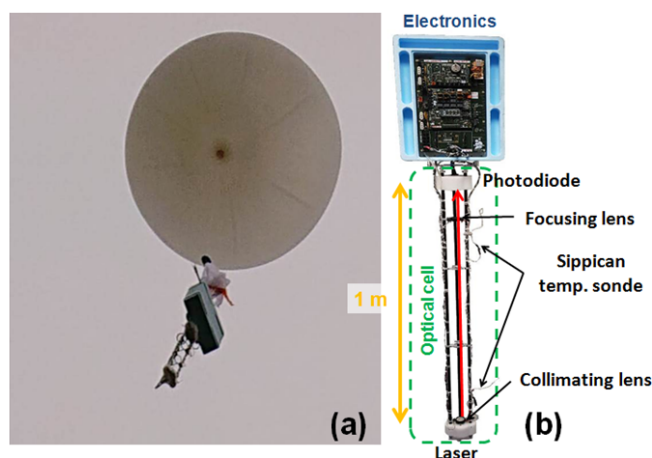 Electronics
Photodiode
Focusing lens
Sippican
temp. sonde
1 m
Optical cell
Collimating lens
(a)
(b)
Laser